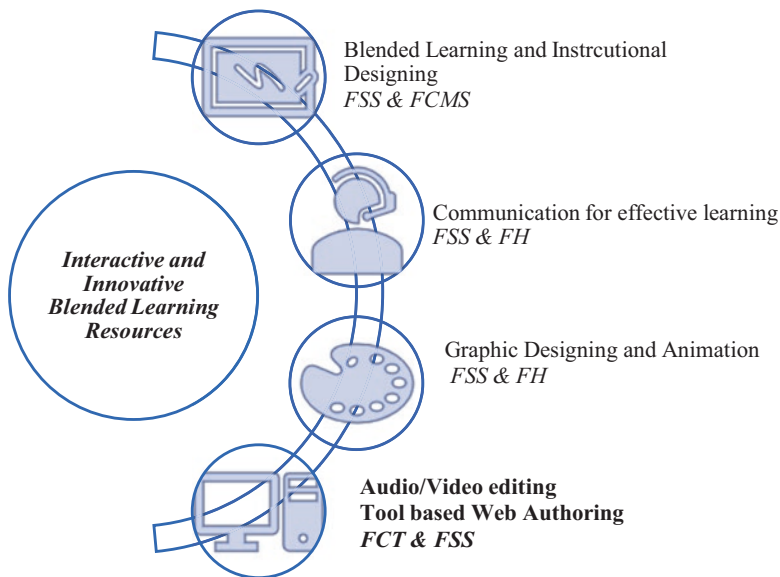 Blended Learning and Instrcutional
Designing
FSS & FCMS
Communication for effective learning
FSS & FH
Interactive and
Innovative
Blended Learning
Resources
Graphic Designing and Animation
FSS & FH
Audio/Video editing
Tool based Web Authoring
FCT & FSS